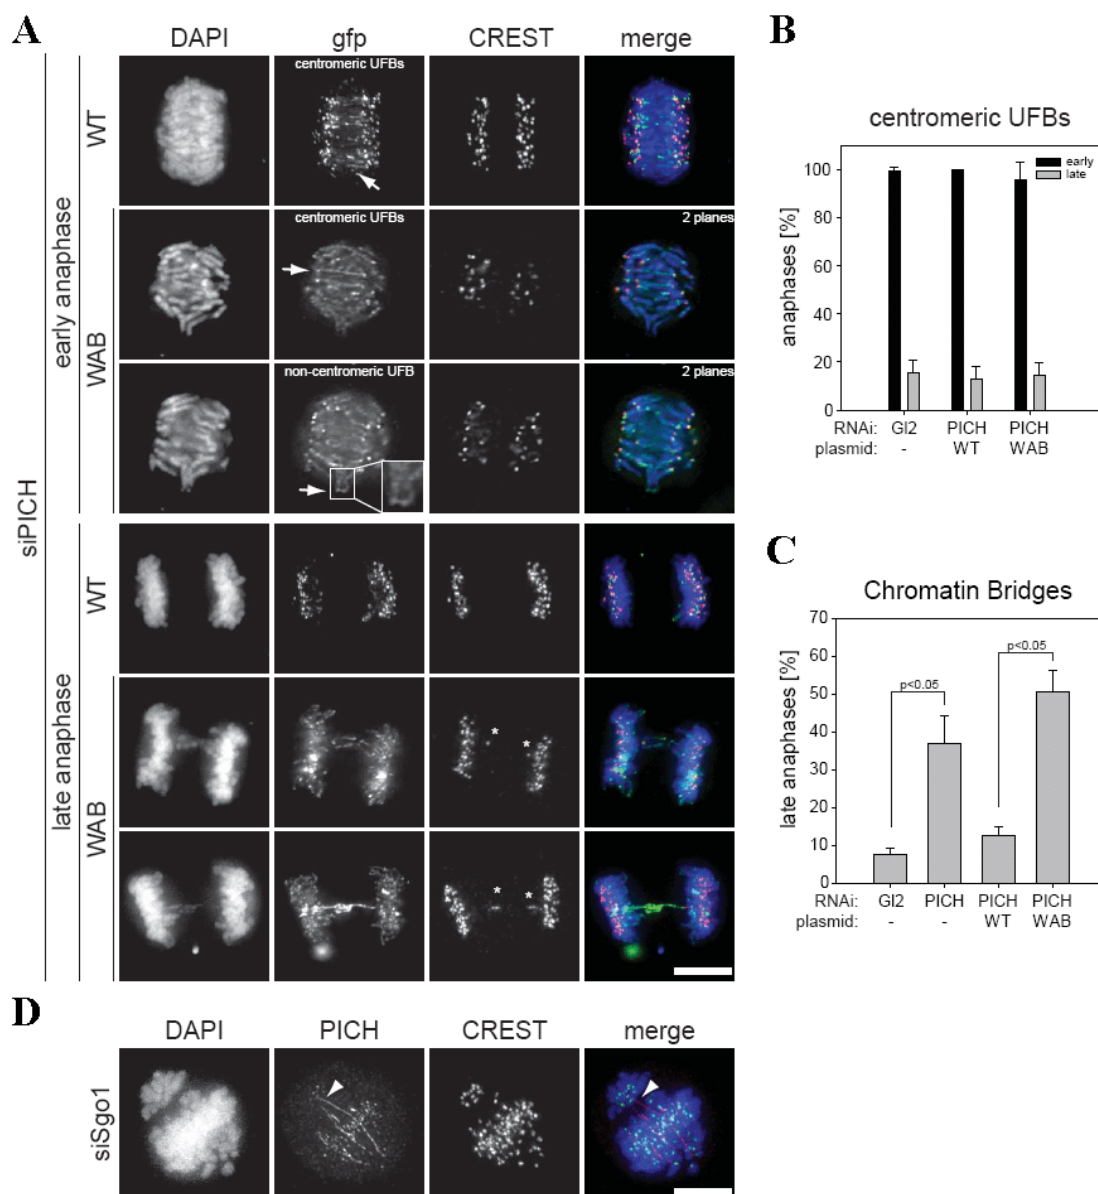 A
DAPI gfp CREST merge
siPICH
early anaphase
WT
centromeric UFBs
WAB
centromeric UFBs
2 planes
non-centromeric UFB
2 planes
late anaphase
WT
WAB
*
*
*
*
B
centromeric UFBs
anaphases [%]
100
80
60
40
20
0
early
late
RNAi: Gl2 PICH PICH
plasmid: - WT WAB
C
Chromatin Bridges
late anaphases [%]
70
60
50
40
30
20
10
0
p<0.05
p<0.05
RNAi: Gl2 PICH PICH PICH
plasmid: - - WT WAB
D
DAPI PICH CREST merge
siSgo1